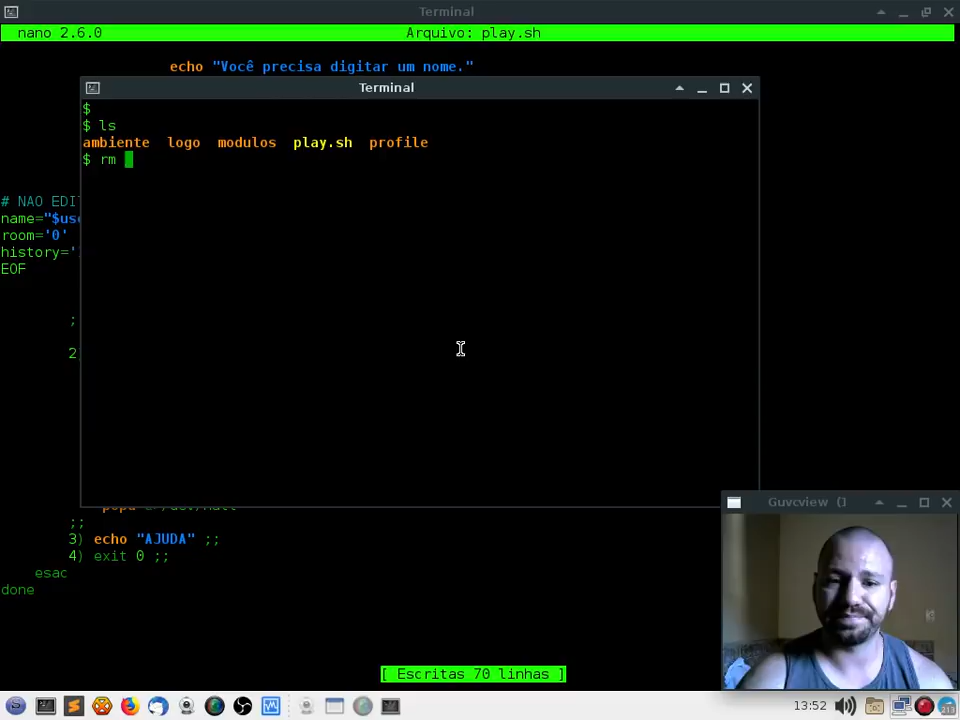 Terminal
nano 2.6.0 Arquivo: play.sh
echo "Você precisa digitar um nome."
Terminal
$
$ ls
ambiente logo modulos play.sh profile
$ rm
# NAO EDI
name="$us
room='0'
history='
EOF
;
2
;;
3) echo "AJUDA" ;;
4) exit 0 ;;
esac
done
[ Escritas 70 linhas ]
Guvcview ()
13:52
213